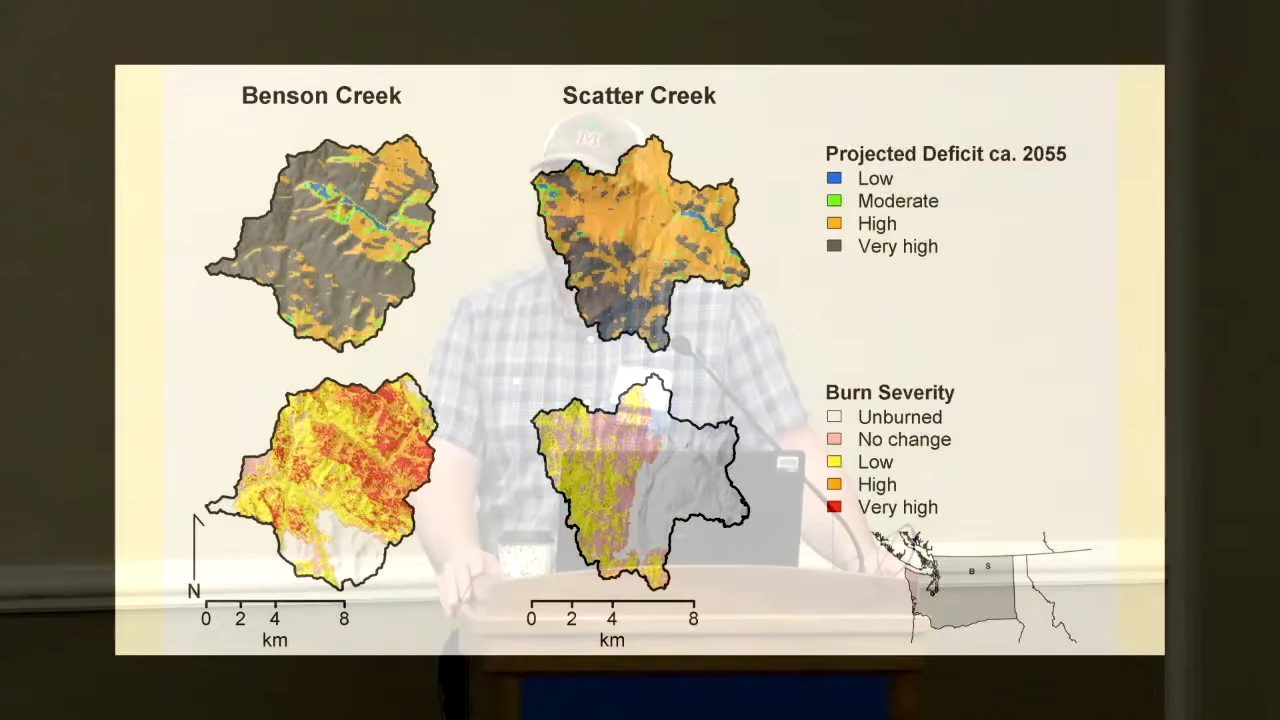 Benson Creek
Scatter Creek
M
Projected Deficit ca. 2055
Low
Moderate
High
Very high
Burn Severity
Unburned
No change
Low
High
Very high
B S
N
0 2 4 8
km
0 2 4 8
km